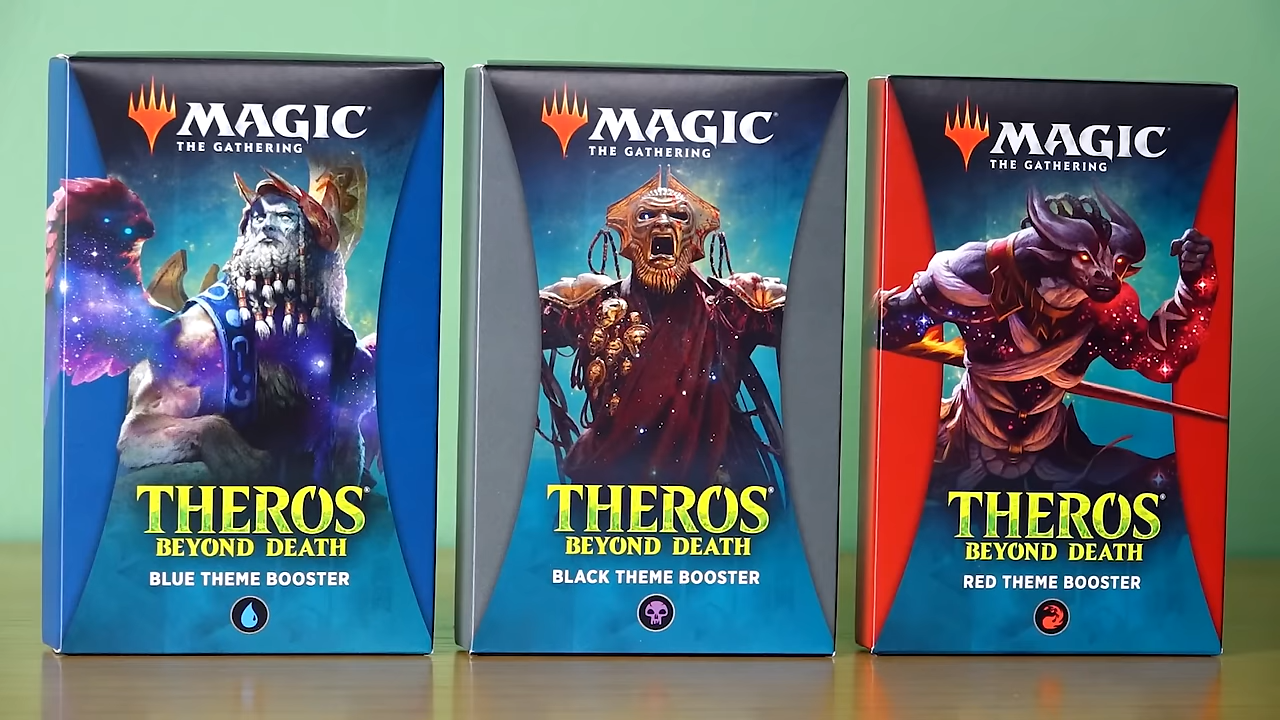 MAGIC®
THE GATHERING
THEROS®
BEYOND DEATH
BLUE THEME BOOSTER
MAGIC®
THE GATHERING
THEROS®
BEYOND DEATH
BLACK THEME BOOSTER
MAGIC®
THE GATHERING
THEROS®
BEYOND DEATH
RED THEME BOOSTER